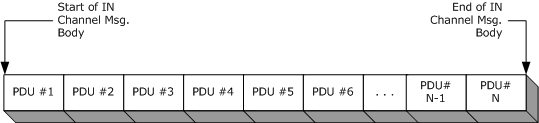 Start of IN
Channel Msg.
Body
End of IN
Channel Msg.
Body
PDU #1
PDU #2
PDU #3
PDU #4
PDU #5
PDU #6
. . .
PDU#
N-1
PDU#
N